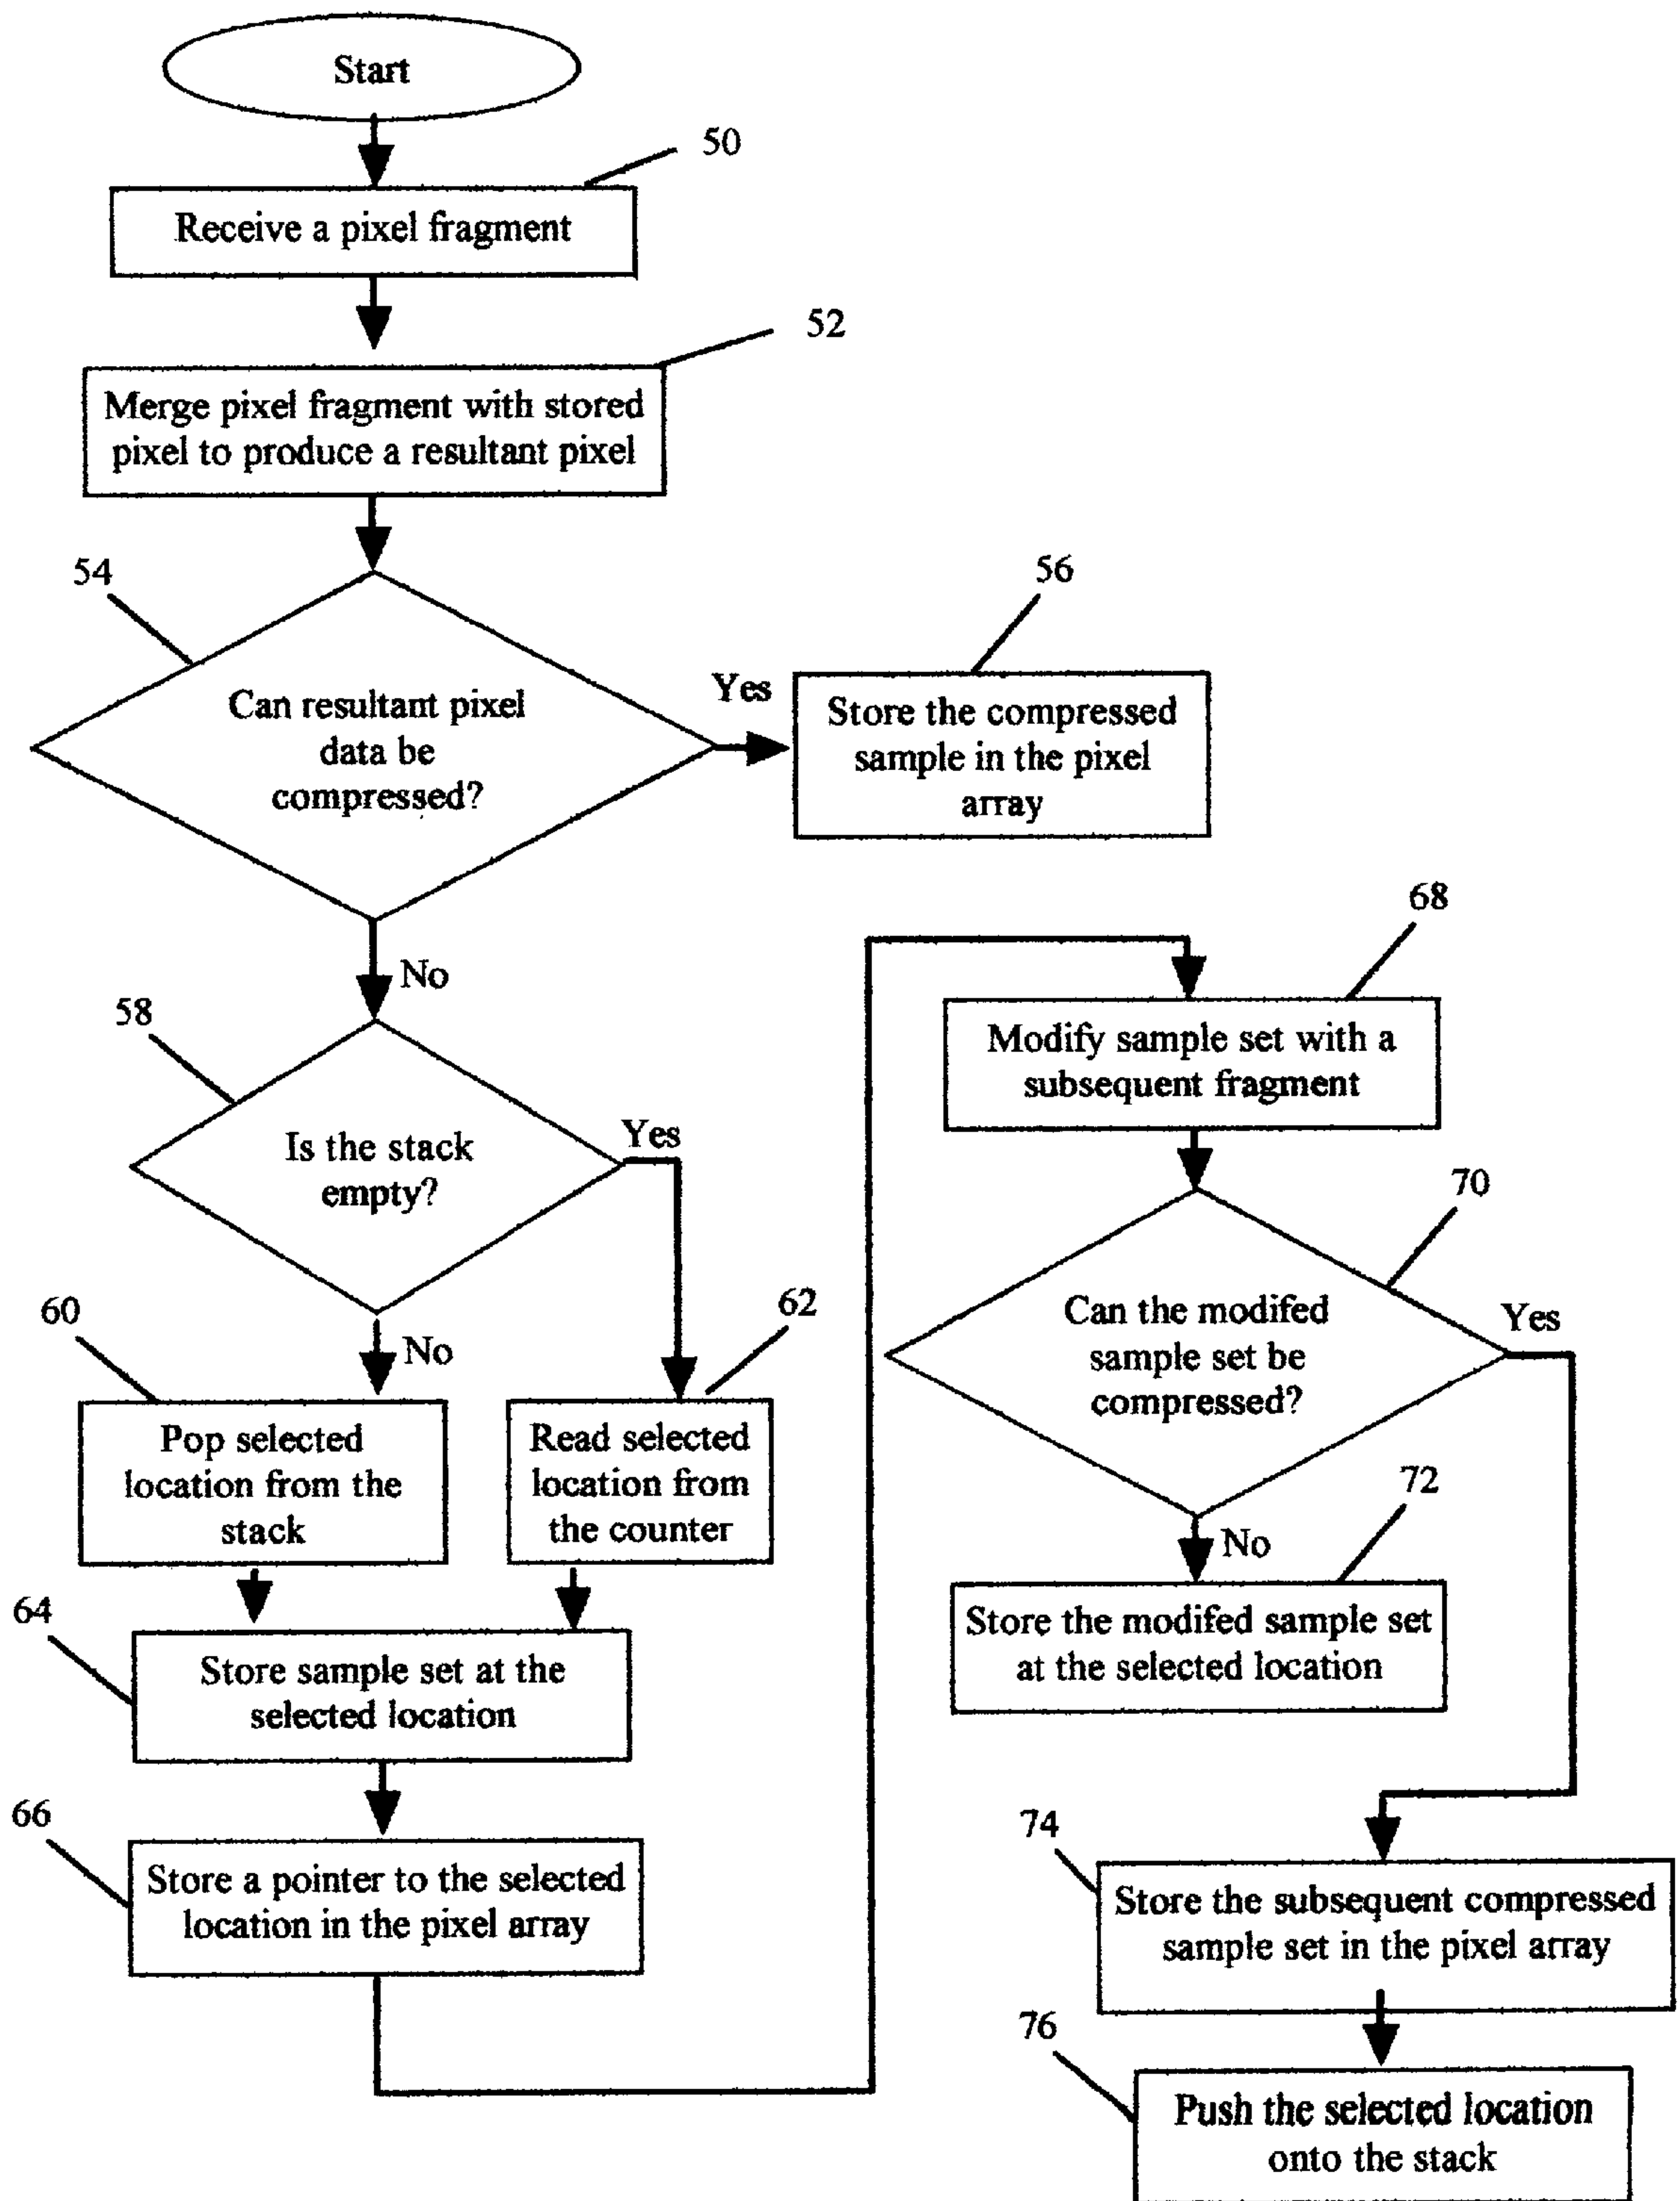 Start
50
Receive a pixel fragment
52
Merge pixel fragment with stored
pixel to produce a resultant pixel
54
Can resultant pixel
data be
compressed?
Yes
56
Store the compressed
sample in the pixel
array
No
58
Is the stack
empty?
Yes
No
60
Pop selected
location from the
stack
62
Read selected
location from
the counter
64
Store sample set at the
selected location
66
Store a pointer to the selected
location in the pixel array
68
Modify sample set with a
subsequent fragment
70
Can the modifed
sample set be
compressed?
Yes
No
72
Store the modifed sample set
at the selected location
74
Store the subsequent compressed
sample set in the pixel array
76
Push the selected location
onto the stack